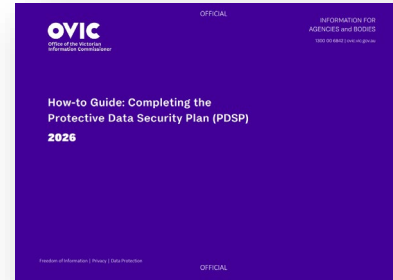 OFFICIAL
OVIC
Office of the Victorian
Information Commissioner
INFORMATION FOR
AGENCIES and BODIES
1300 00 6842 | ovic.vic.gov.au
How-to Guide: Completing the
Protective Data Security Plan (PDSP)
2026
Freedom of Information | Privacy | Data Protection
OFFICIAL